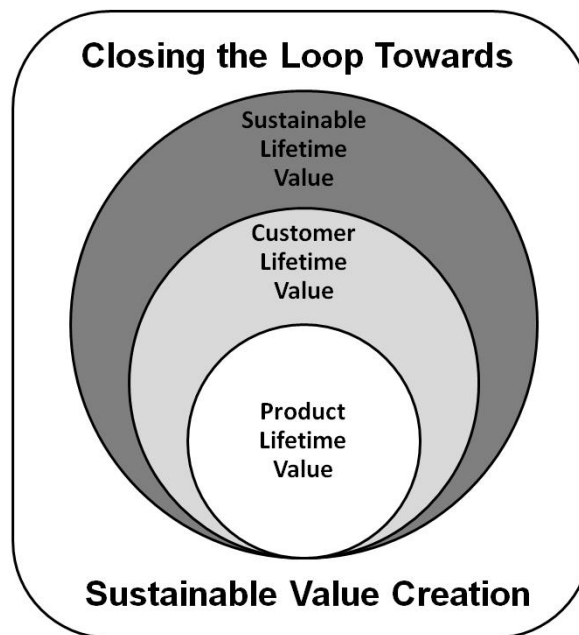 Closing the Loop Towards
Sustainable
Lifetime
Value
Customer
Lifetime
Value
Product
Lifetime
Value
Sustainable Value Creation